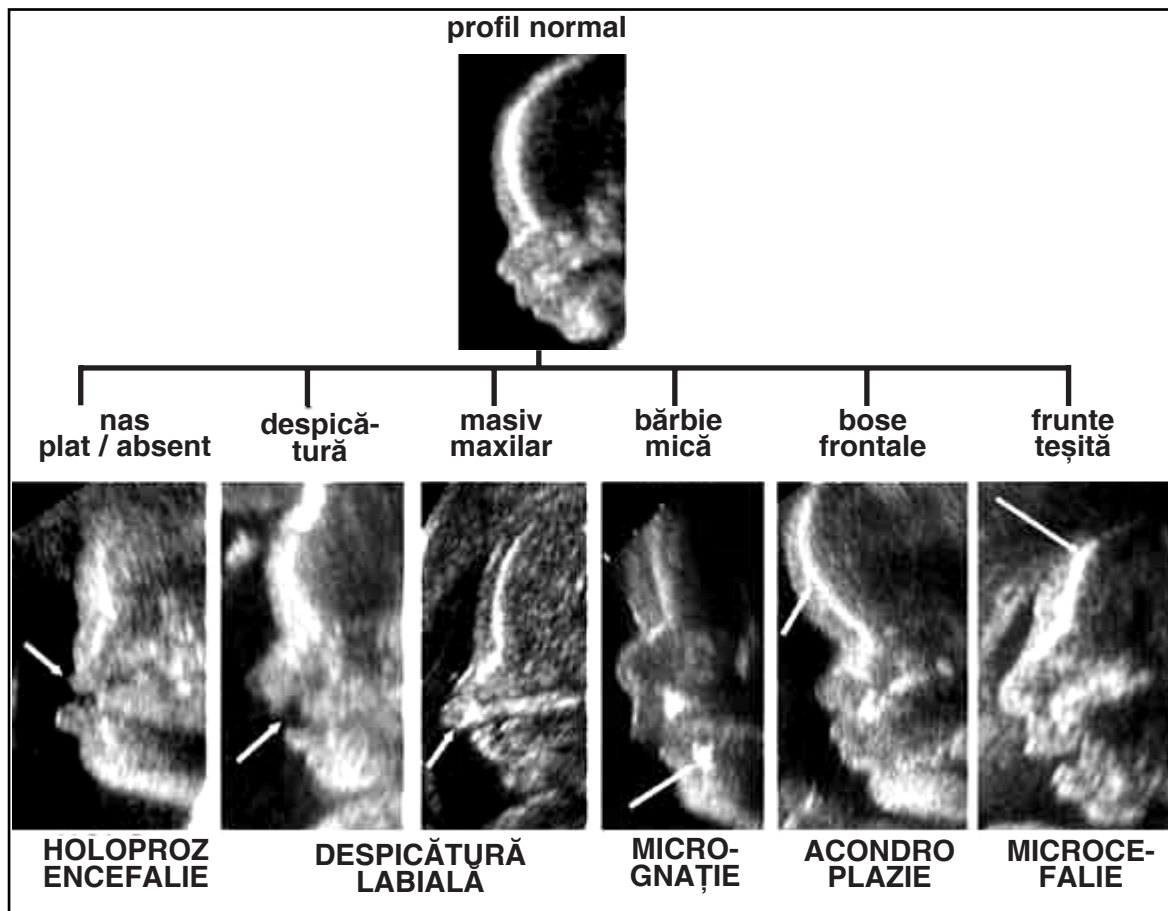 profil normal
nas
plat / absent
despică-
tură
masiv
maxilar
bărbie
mică
bose
frontale
frunte
teșită
HOLOPROZ
ENCEFALIE
DESPICĂTURĂ
LABIALĂ
MICRO-
GNAȚIE
ACONDRO
PLAZIE
MICROCE-
FALIE